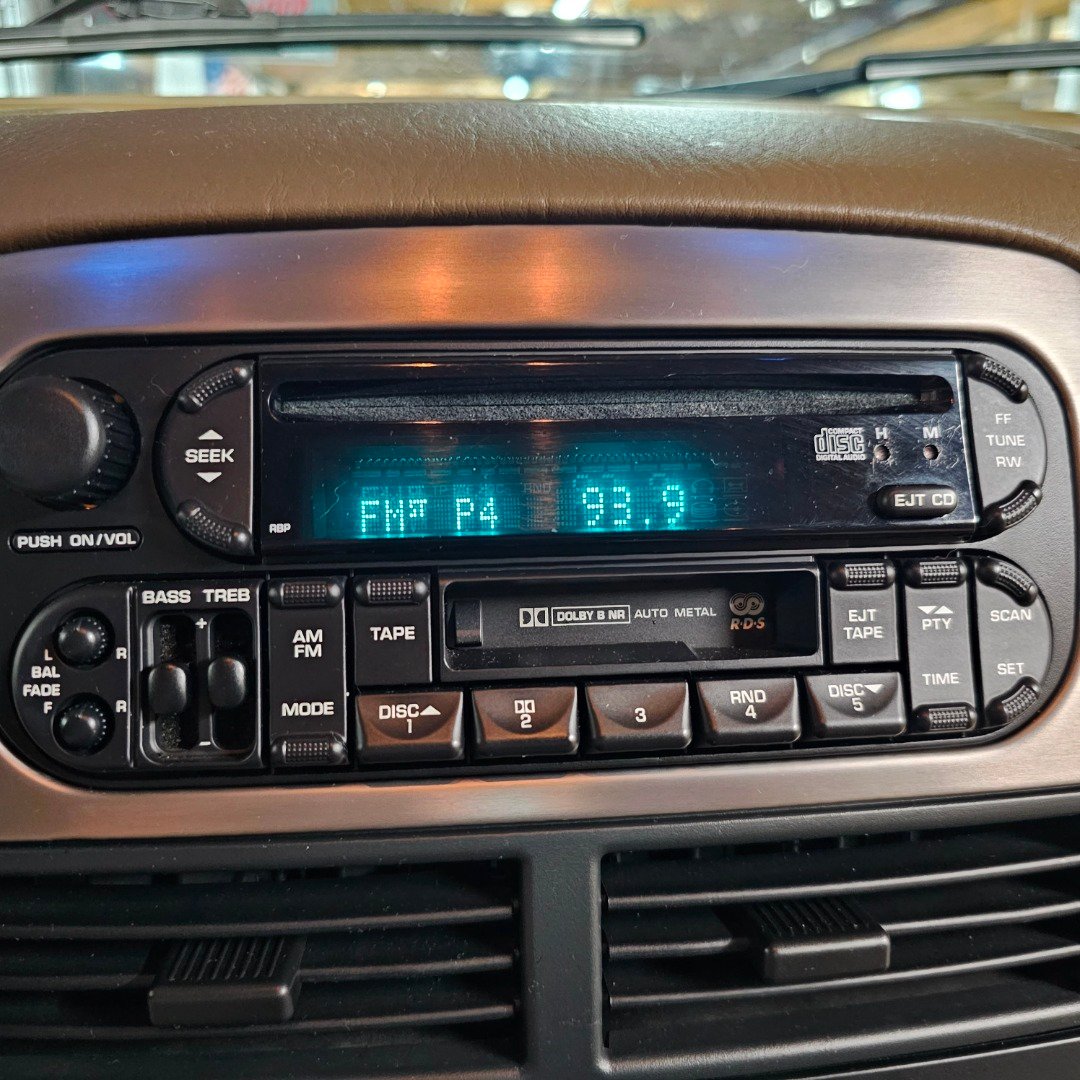 SEEK
PUSH ON/VOL
FM ST P4 93.9
RBP
COMPACT
disc
DIGITAL AUDIO
H M
EJT CD
FF
TUNE
RW
BASS TREB
+
−
L R
BAL
FADE
F R
AM
FM
MODE
TAPE
DOLBY B NR AUTO METAL
R·D·S
EJT
TAPE
PTY
TIME
SCAN
SET
DISC
1
2
3
RND
4
DISC
5